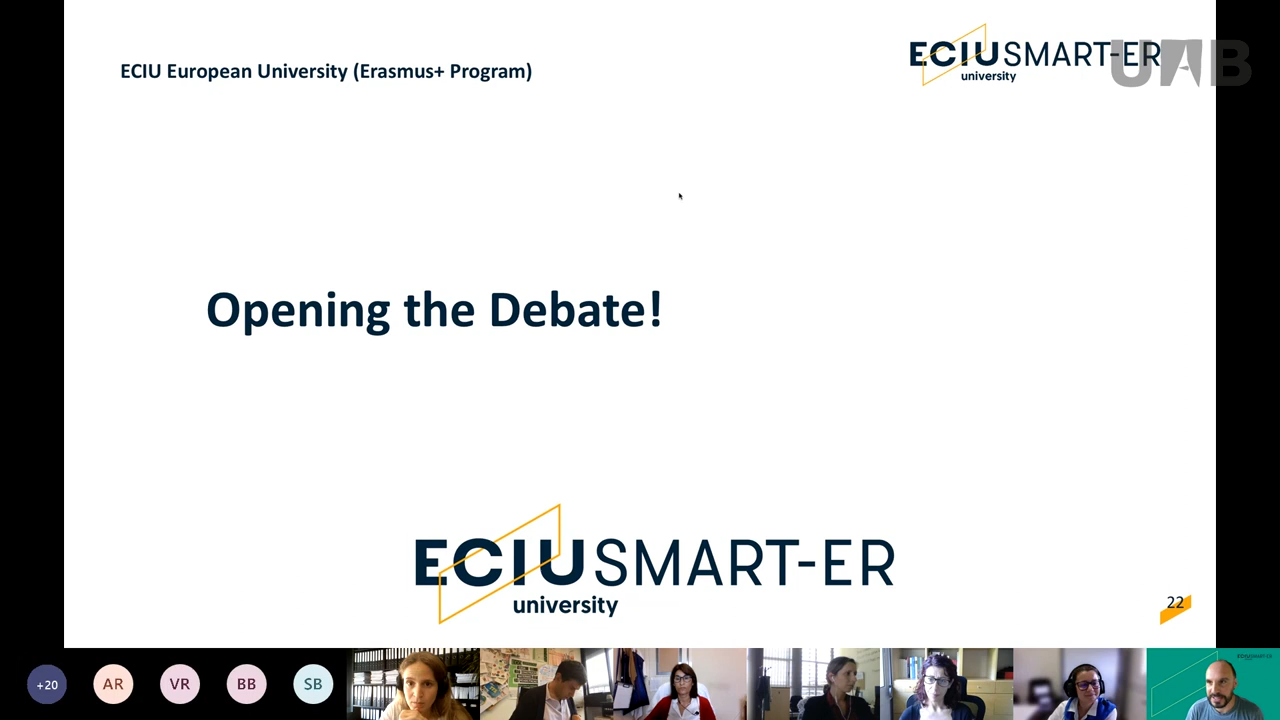 ECIU European University (Erasmus+ Program)
ECIU SMART-ER
university
UAB
Opening the Debate!
ECIU SMART-ER
university
22
+20
AR
VR
BB
SB